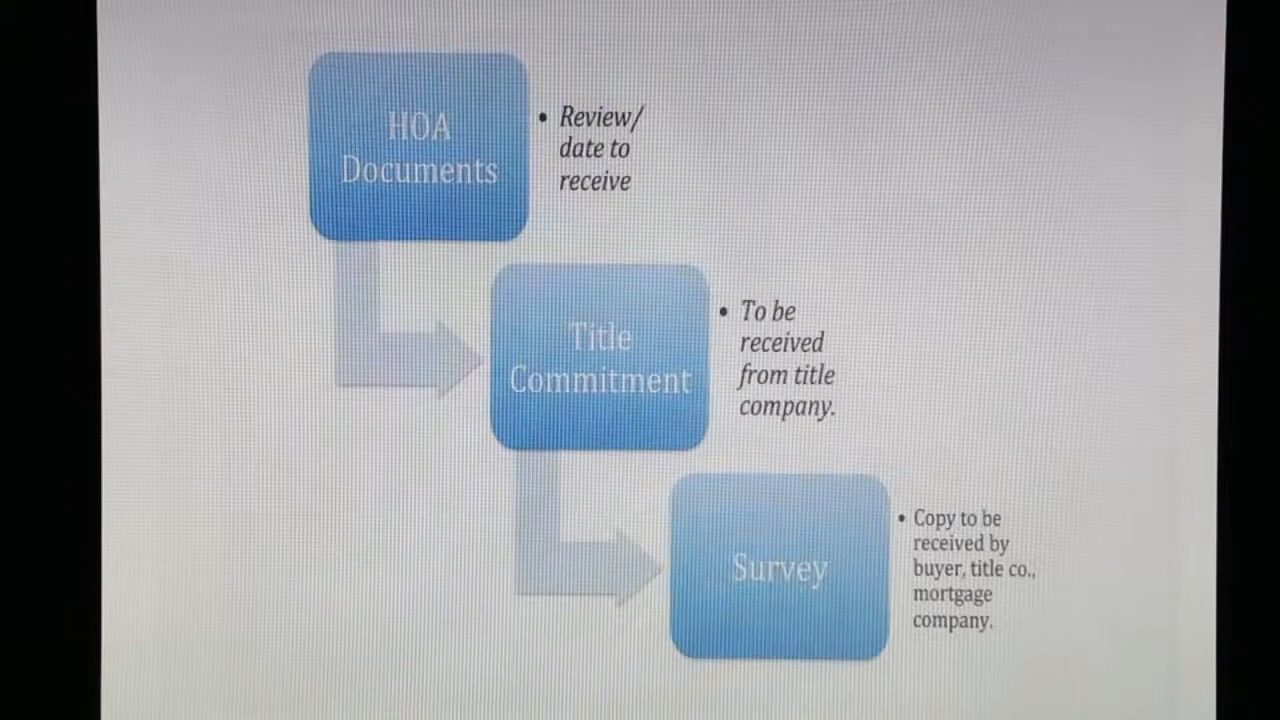 HOA
Documents
• Review/
date to
receive
Title
Commitment
• To be
received
from title
company.
Survey
• Copy to be
received by
buyer, title co.,
mortgage
company.